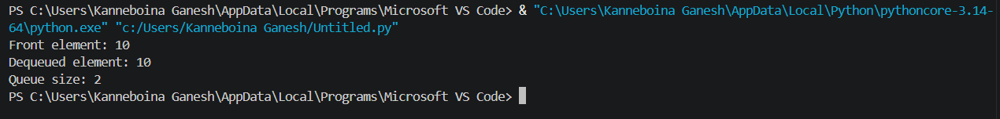 PS C:\Users\Kanneboina Ganesh\AppData\Local\Programs\Microsoft VS Code> & "C:\Users\Kanneboina Ganesh\AppData\Local\Python\pythoncore-3.14-
64\python.exe" "c:/Users/Kanneboina Ganesh/Untitled.py"
Front element: 10
Dequeued element: 10
Queue size: 2
PS C:\Users\Kanneboina Ganesh\AppData\Local\Programs\Microsoft VS Code>